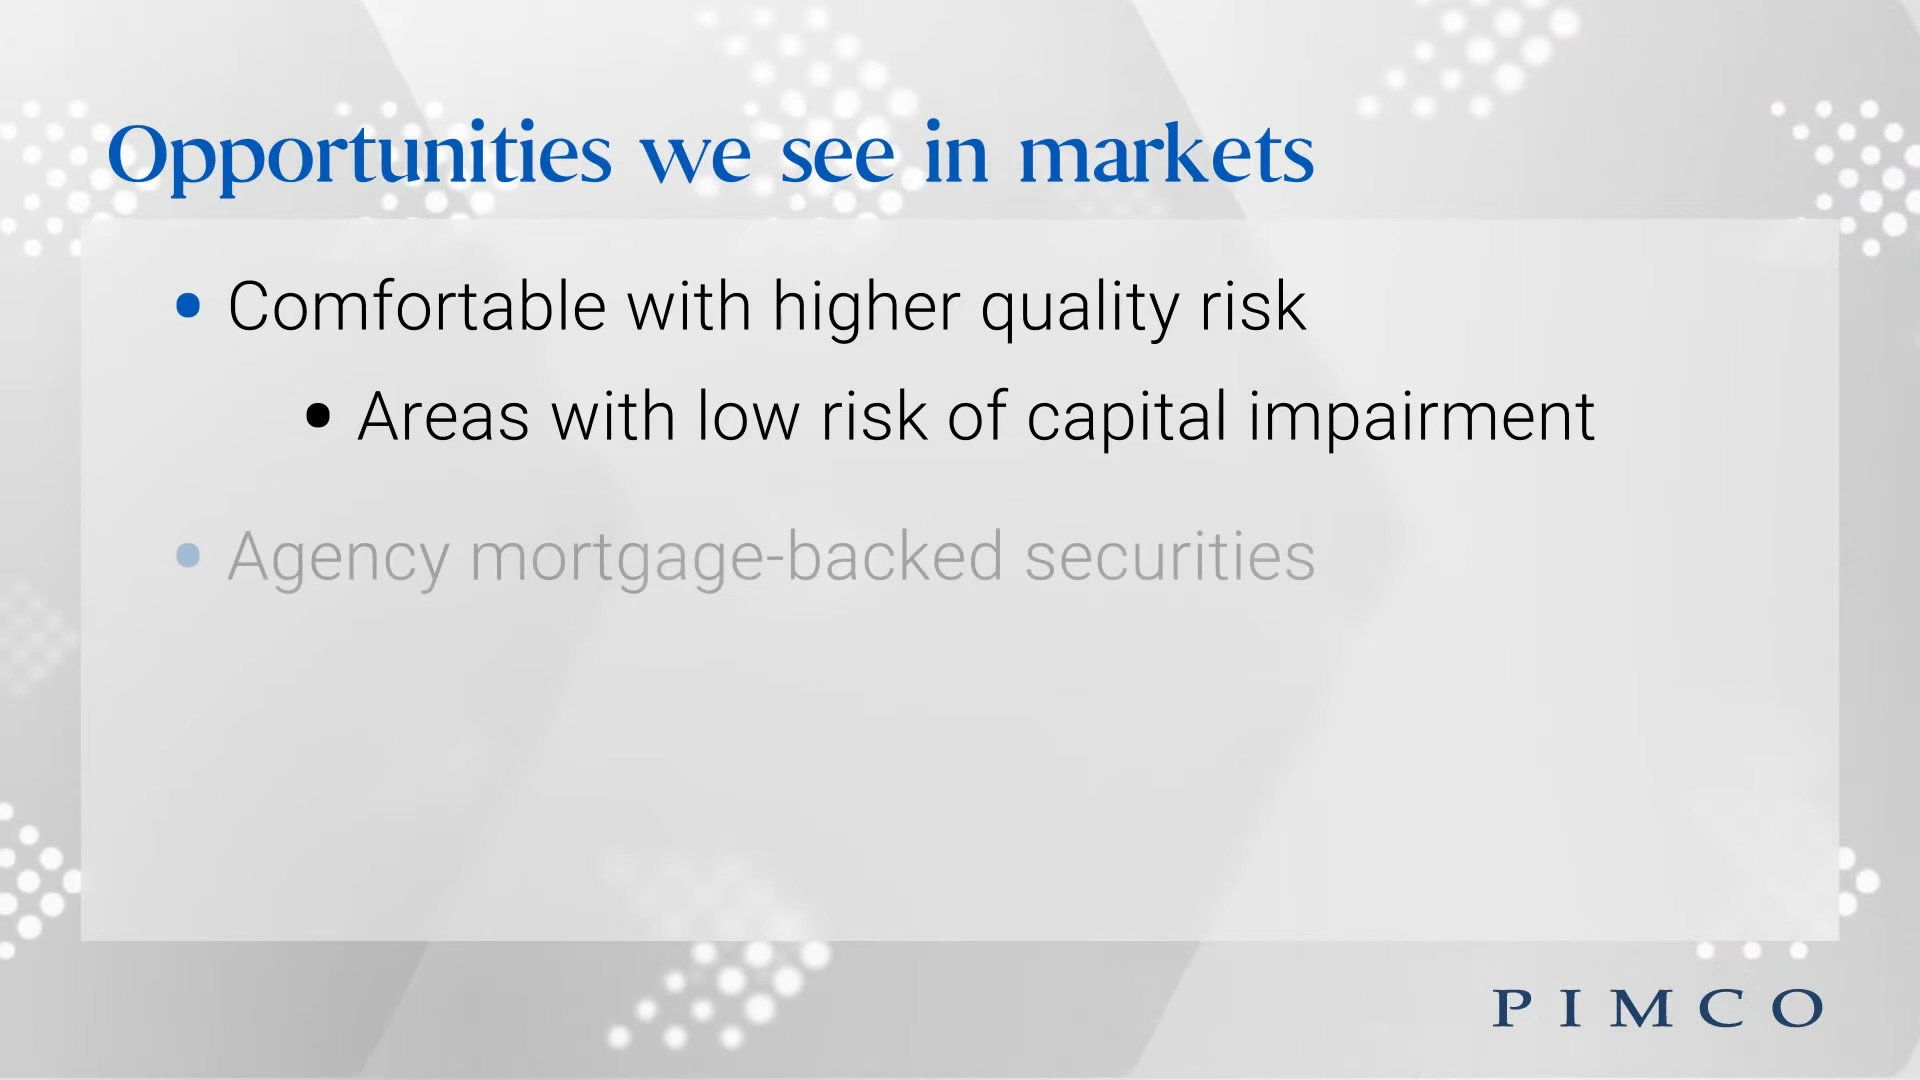 Opportunities we see in markets
• Comfortable with higher quality risk
• Areas with low risk of capital impairment
• Agency mortgage-backed securities
PIMCO